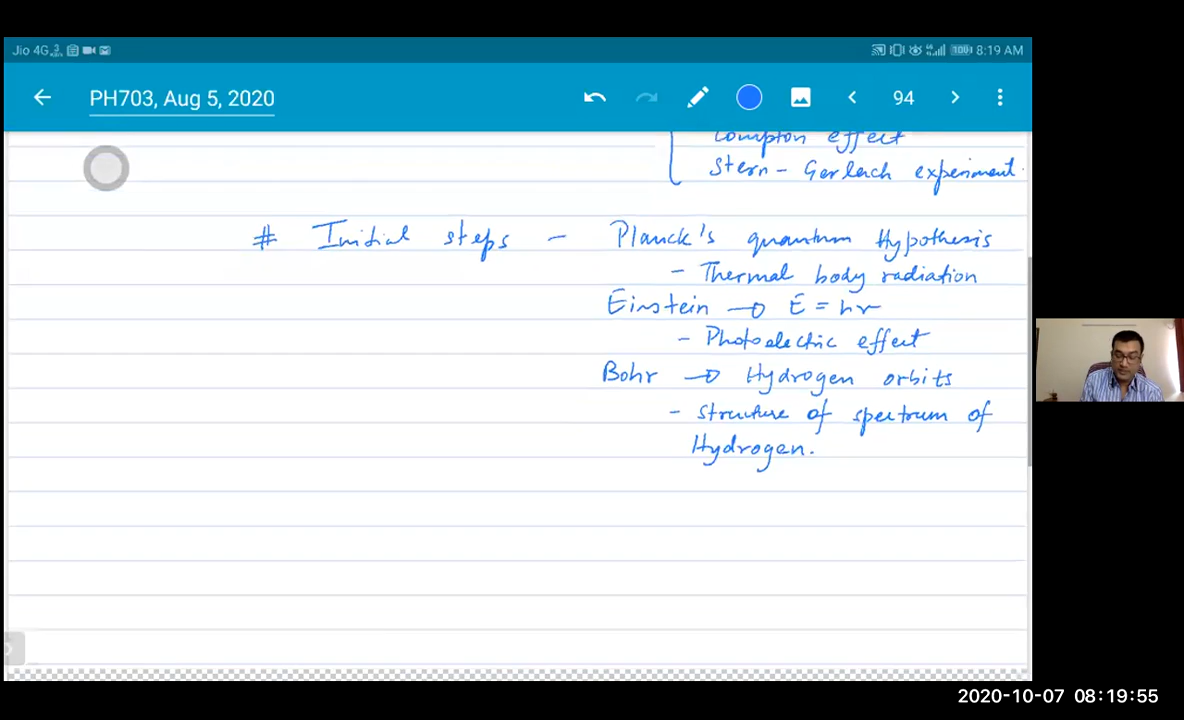 Jio 4G
8:19 AM
PH703, Aug 5, 2020
94
Compton effect
Stern - Gerlach experiment.
# Initial steps - Planck's quantum Hypothesis
- Thermal body radiation
Einstein → E = hν
- Photoelectric effect
Bohr → Hydrogen orbits
- structure of spectrum of
Hydrogen.
2020-10-07 08:19:55